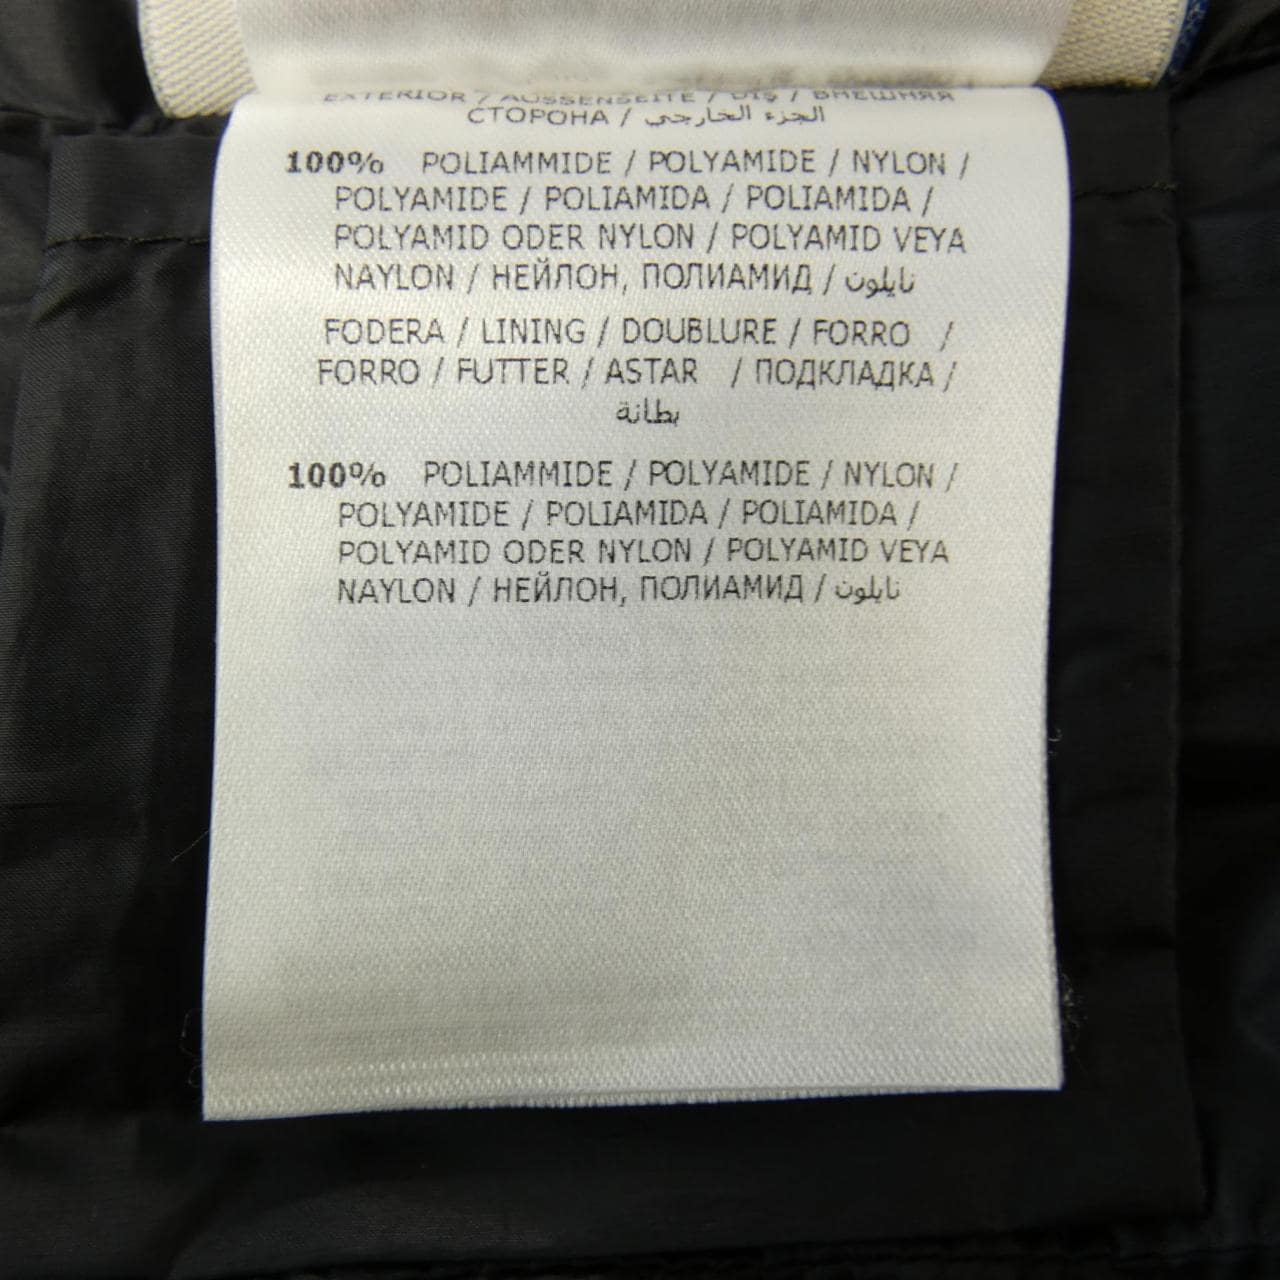 EXTERIOR / AUSSENSEITE / DIŞ / ВНЕШНЯЯ
СТОРОНА / الجزء الخارجي
100% POLIAMMIDE / POLYAMIDE / NYLON /
POLYAMIDE / POLIAMIDA / POLIAMIDA /
POLYAMID ODER NYLON / POLYAMID VEYA
NAYLON / НЕЙЛОН, ПОЛИАМИД / نايلون
FODERA / LINING / DOUBLURE / FORRO /
FORRO / FUTTER / ASTAR / ПОДКЛАДКА /
بطانة
100% POLIAMMIDE / POLYAMIDE / NYLON /
POLYAMIDE / POLIAMIDA / POLIAMIDA /
POLYAMID ODER NYLON / POLYAMID VEYA
NAYLON / НЕЙЛОН, ПОЛИАМИД / نايلون